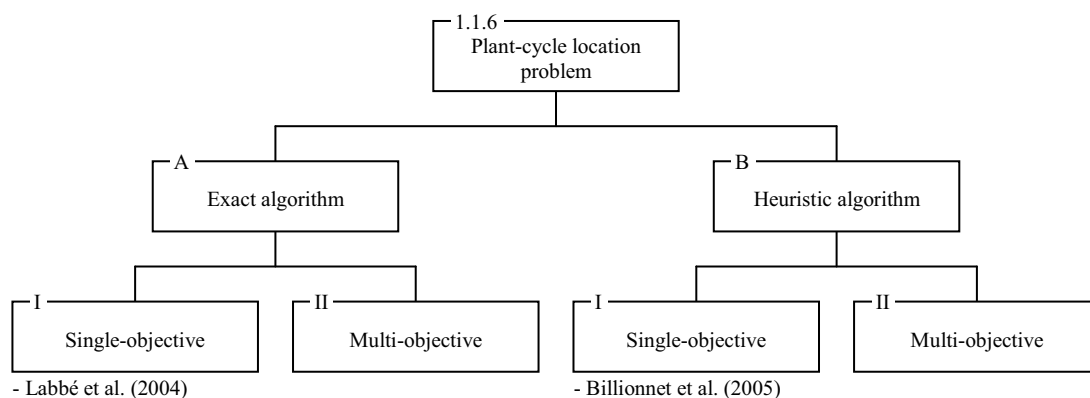 1.1.6
Plant-cycle location
problem
A
Exact algorithm
B
Heuristic algorithm
I
Single-objective
II
Multi-objective
I
Single-objective
II
Multi-objective
- Labbé et al. (2004)
- Billionnet et al. (2005)